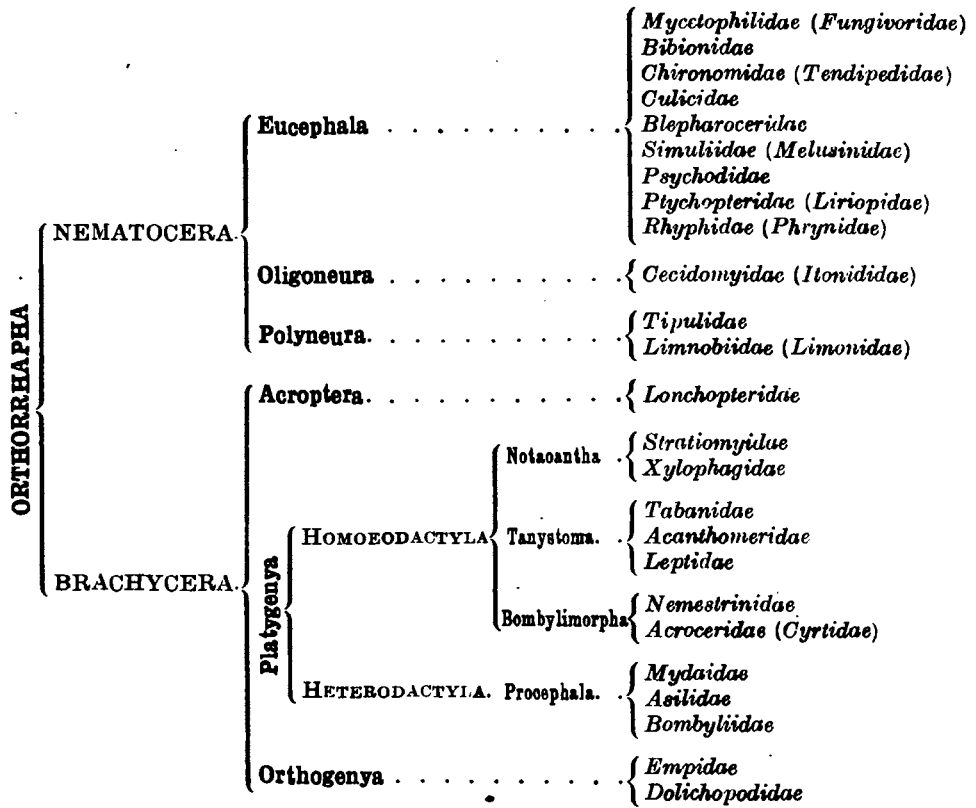 Mycetophilidae (Fungivoridae)
Bibionidae
Chironomidae (Tendipedidae)
Culicidae
Eucephala . . . . . . . . . .
Blepharoceridae
Simuliidae (Melusinidae)
Psychodidae
Ptychopteridae (Liriopidae)
Rhyphidae (Phrynidae)
NEMATOCERA.
Oligoneura . . . . . . . . . .
Cecidomyidae (Itonididae)
Polyneura. . . . . . . . . .
Tipulidae
Limnobiidae (Limonidae)
ORTHORRHAPHA
Acroptera. . . . . . . . . .
Lonchopteridae
Notacantha .
Stratiomyidae
Xylophagidae
HOMOEODACTYLA
Tanystoma. .
Tabanidae
Acanthomeridae
Leptidae
BRACHYCERA.
Platygenya
Bombylimorpha
Nemestrinidae
Acroceridae (Cyrtidae)
HETERODACTYLA. Procephala. .
Mydaidae
Asilidae
Bombyliidae
Orthogenya . . . . . . . . .
Empidae
Dolichopodidae